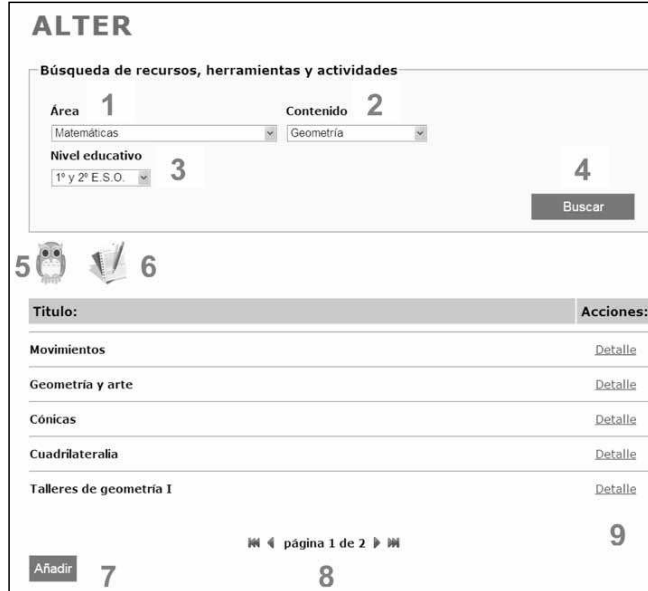 ALTER
Búsqueda de recursos, herramientas y actividades
Área 1 Contenido 2
Matemáticas Geometría
Nivel educativo
1º y 2º E.S.O. 3 4
Buscar
5 6
Titulo: Acciones:
Movimientos Detalle
Geometría y arte Detalle
Cónicas Detalle
Cuadrilateralia Detalle
Talleres de geometría I Detalle
página 1 de 2 9
Añadir 7 8